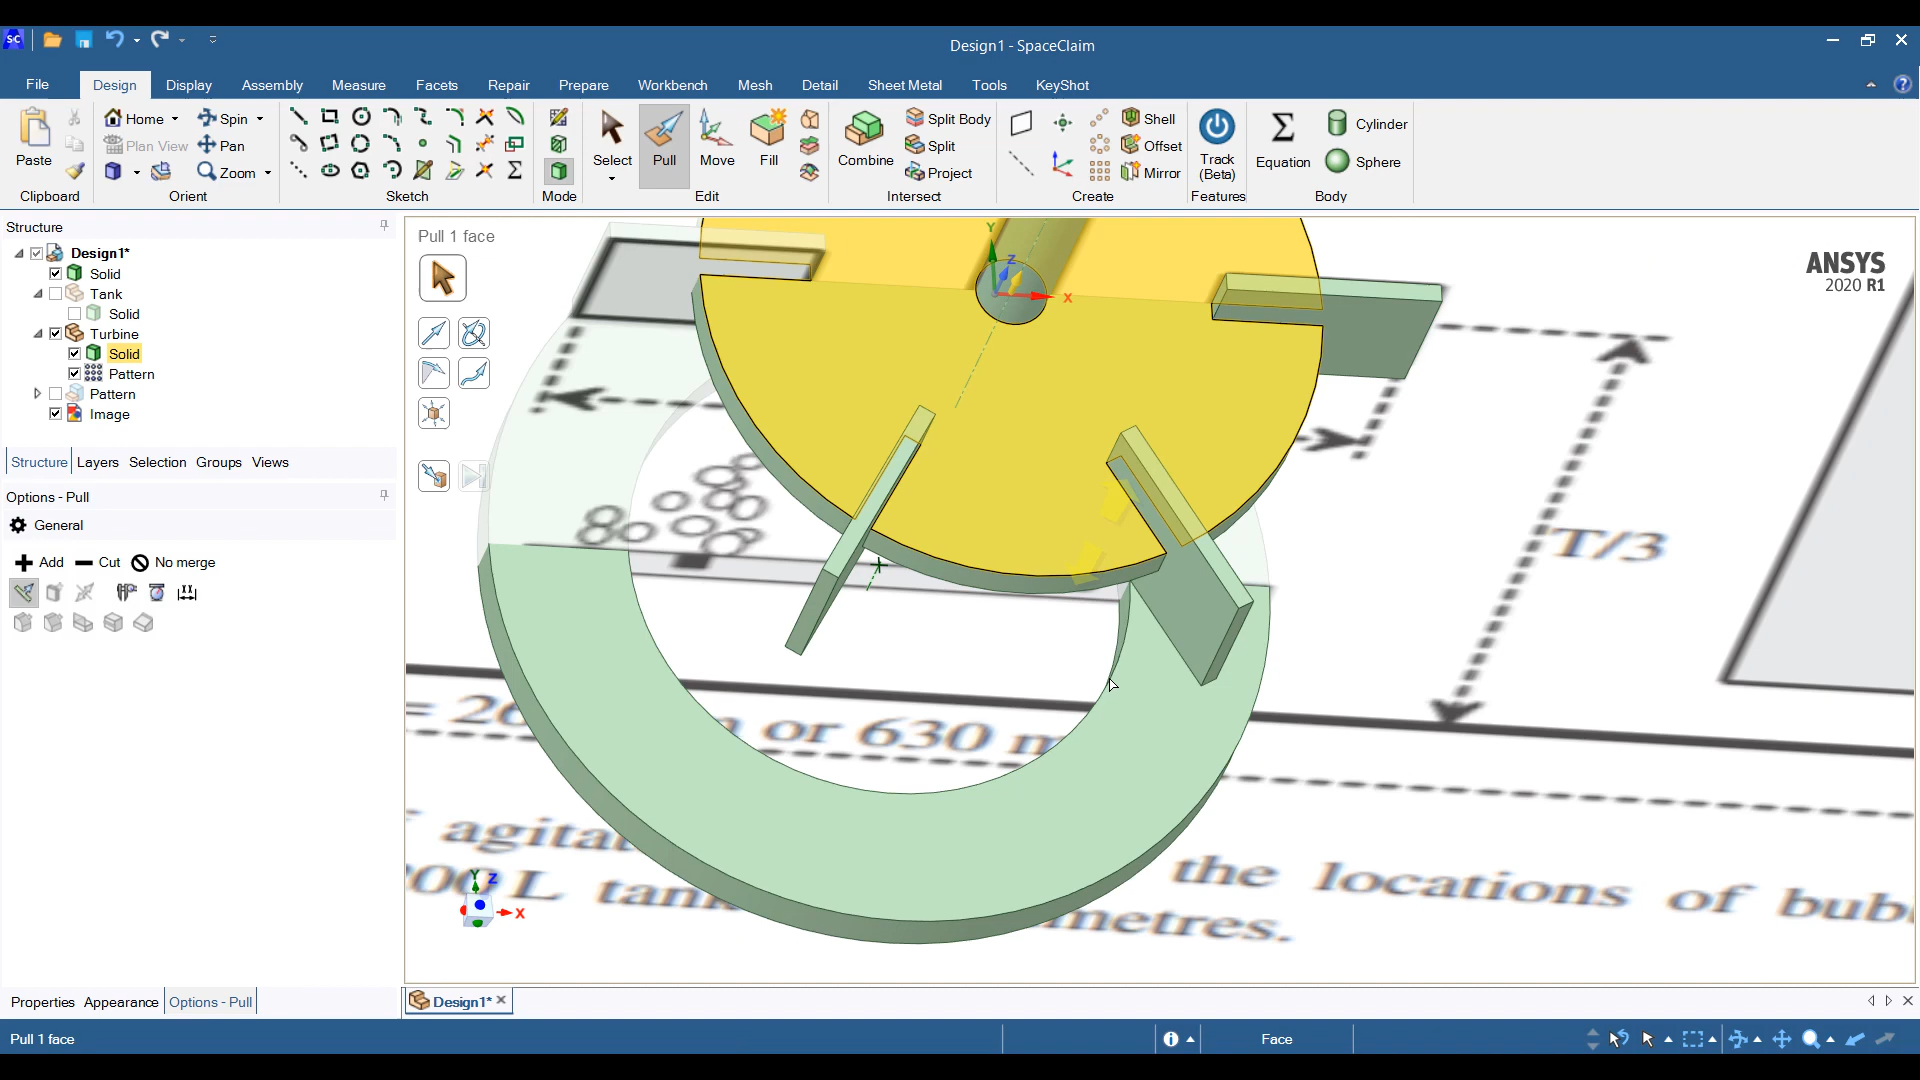 SC
Design1 - SpaceClaim
File Design Display Assembly Measure Facets Repair Prepare Workbench Mesh Detail Sheet Metal Tools KeyShot
Paste
Clipboard
Home Spin
Plan View Pan
Zoom
Orient
Sketch
Mode
Select Pull Move Fill
Edit
Combine Split Body
Split
Project
Intersect
Shell
Offset
Mirror
Create
Track
(Beta)
Features
Equation
Cylinder
Sphere
Body
Structure
Design1*
Solid
Tank
Solid
Turbine
Solid
Pattern
Pattern
Image
Structure Layers Selection Groups Views
Options - Pull
General
Add Cut No merge
Properties Appearance Options - Pull
Pull 1 face
ANSYS
2020 R1
Y
Z
X
T/3
or 630 m
agita
the locations of bub
L tank
metres.
Y Z
X
Design1*
Pull 1 face
Face